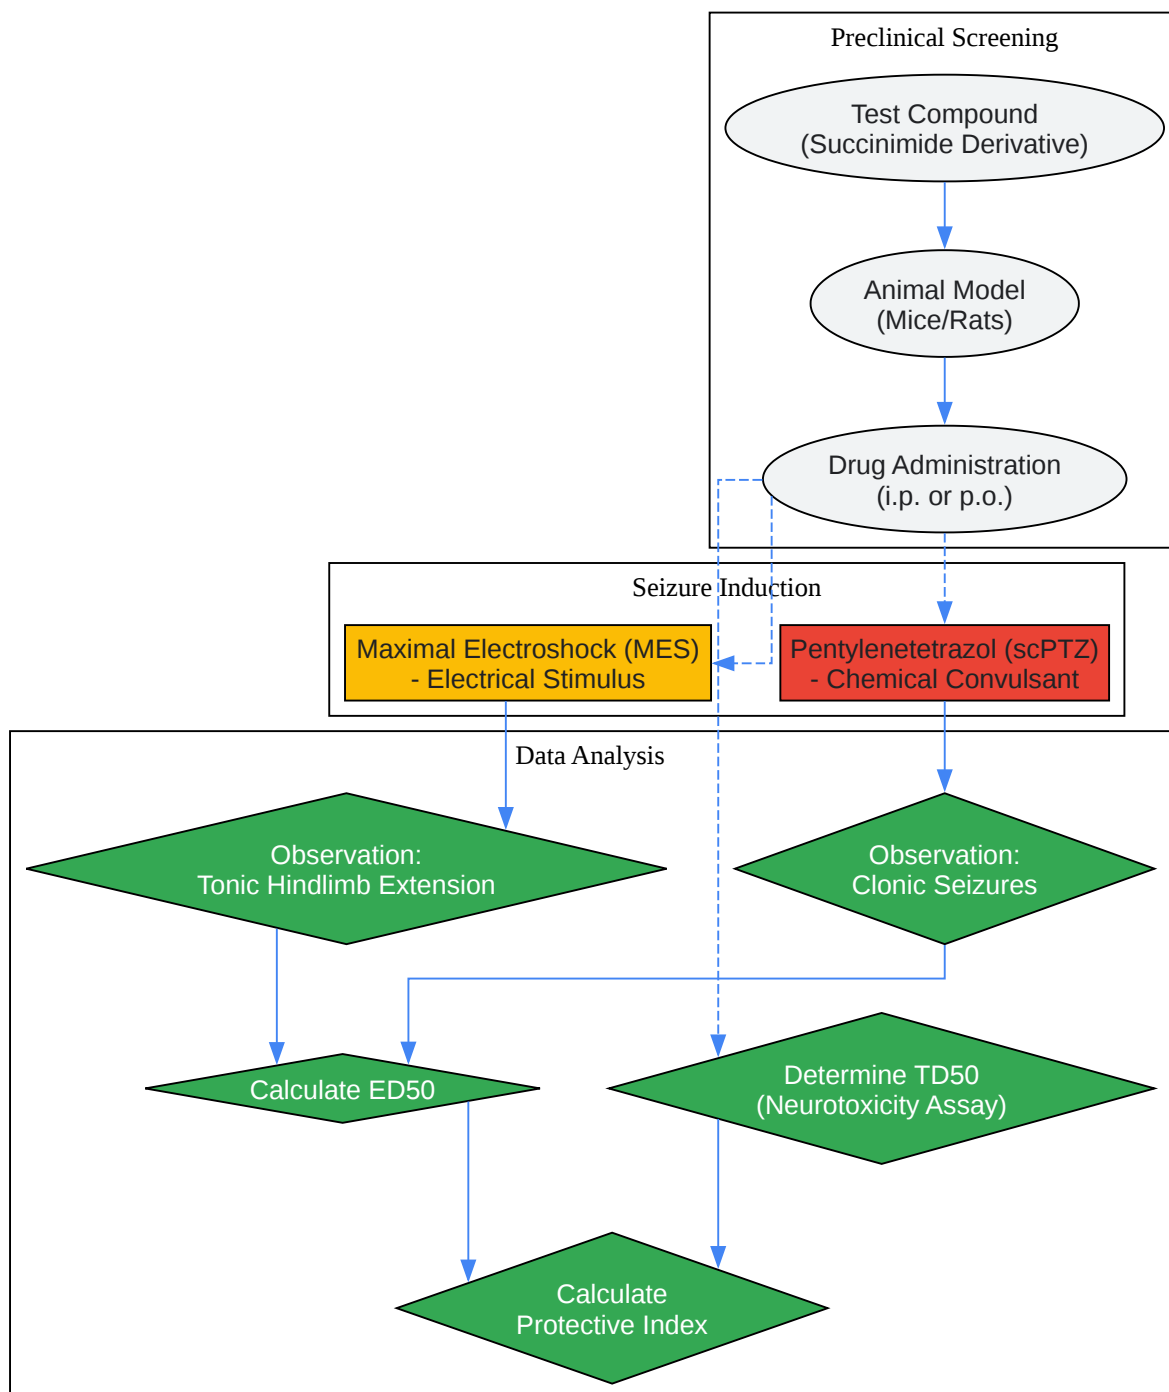 Preclinical Screening
Test Compound
(Succinimide Derivative)
Animal Model
(Mice/Rats)
Drug Administration
(i.p. or p.o.)
Seizure Induction
Maximal Electroshock (MES)
- Electrical Stimulus
Pentylenetetrazol (scPTZ)
- Chemical Convulsant
Data Analysis
Observation:
Tonic Hindlimb Extension
Observation:
Clonic Seizures
Calculate ED50
Determine TD50
(Neurotoxicity Assay)
Calculate
Protective Index